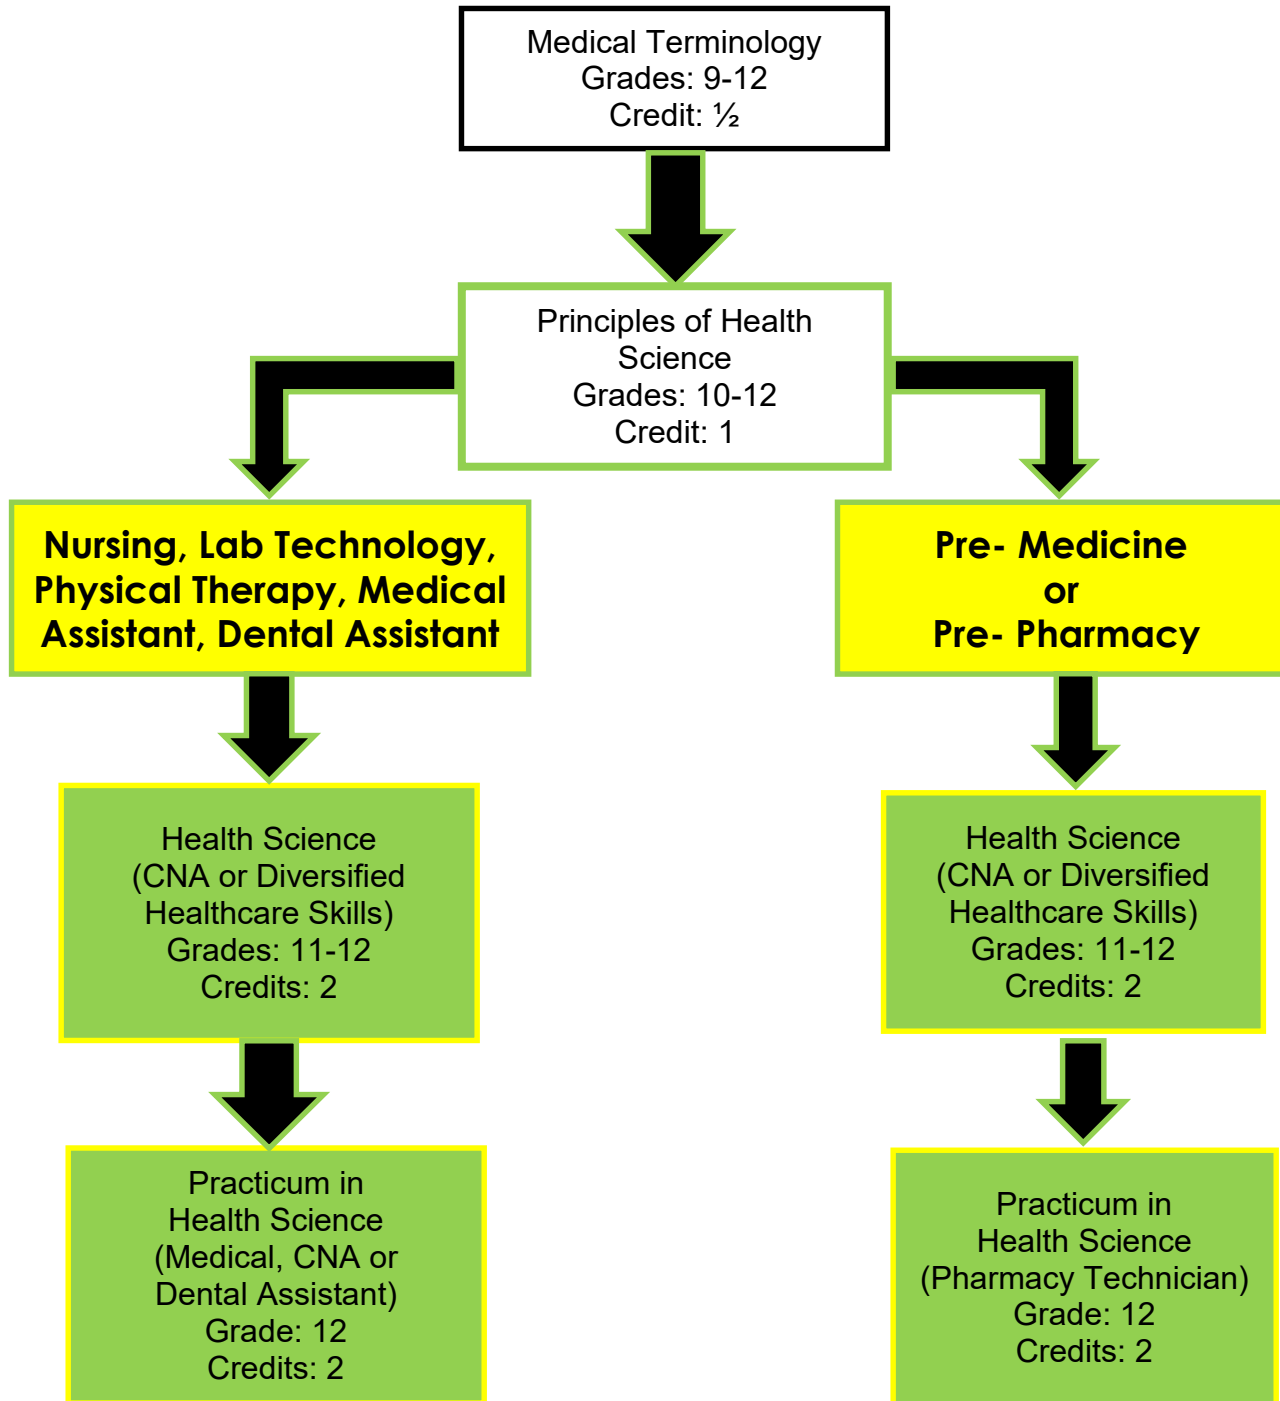 Medical Terminology
Grades: 9-12
Credit: ½
Principles of Health
Science
Grades: 10-12
Credit: 1
Nursing, Lab Technology,
Physical Therapy, Medical
Assistant, Dental Assistant
Pre- Medicine
or
Pre- Pharmacy
Health Science
(CNA or Diversified
Healthcare Skills)
Grades: 11-12
Credits: 2
Health Science
(CNA or Diversified
Healthcare Skills)
Grades: 11-12
Credits: 2
Practicum in
Health Science
(Medical, CNA or
Dental Assistant)
Grade: 12
Credits: 2
Practicum in
Health Science
(Pharmacy Technician)
Grade: 12
Credits: 2